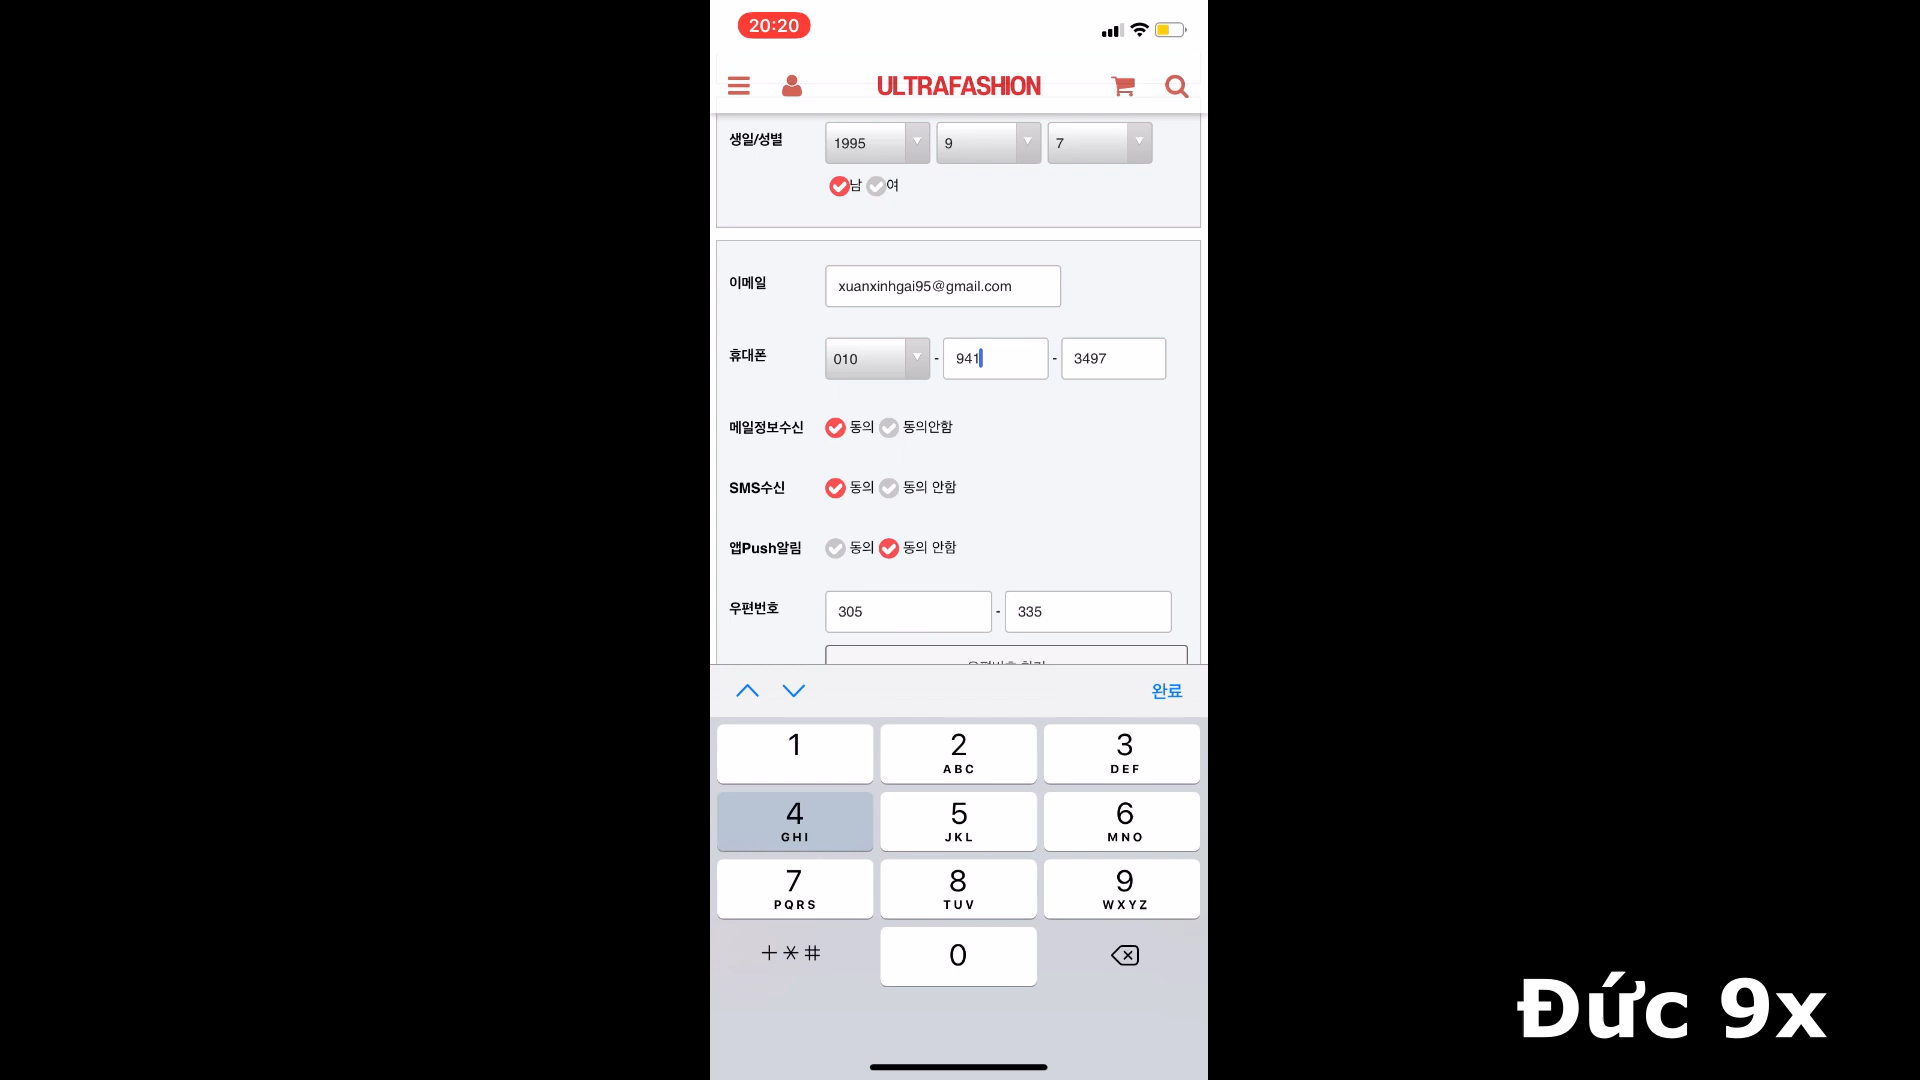 20:20
ULTRAFASHION
생일/성별
1995 9 7
남 여
이메일
xuanxinhgai95@gmail.com
휴대폰
010 - 941 - 3497
메일정보수신
동의 동의안함
SMS수신
동의 동의 안함
앱Push알림
동의 동의 안함
우편번호
305 - 335
완료
1
2 ABC
3 DEF
4 GHI
5 JKL
6 MNO
7 PQRS
8 TUV
9 WXYZ
+*#
0
Đức 9x